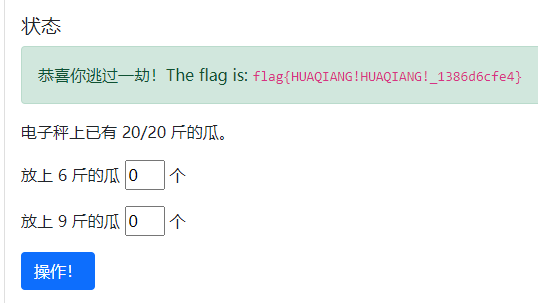 状态
恭喜你逃过一劫！The flag is: flag{HUAQIANG!HUAQIANG!_1386d6cfe4}
电子秤上已有 20/20 斤的瓜。
放上 6 斤的瓜 0 个
放上 9 斤的瓜 0 个
操作！